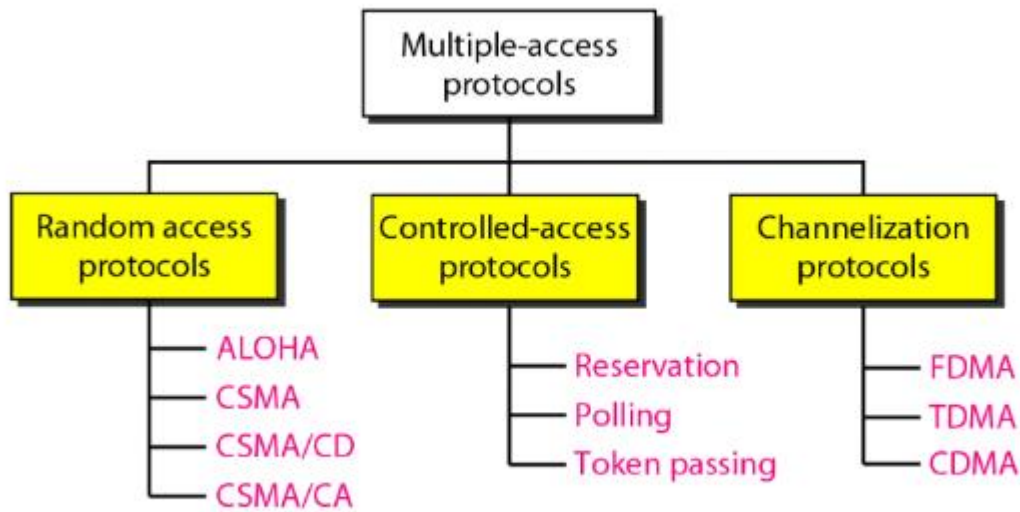 Multiple-access
protocols
Random access
protocols
Controlled-access
protocols
Channelization
protocols
ALOHA
CSMA
CSMA/CD
CSMA/CA
Reservation
Polling
Token passing
FDMA
TDMA
CDMA